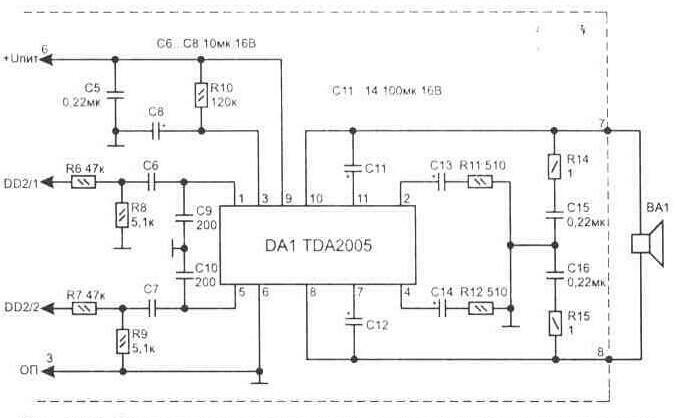 6
+Uпит
C6...C8 10мк 16В
C5
0,22мк
R10
120к
C8
C11 14 100мк 16В
7
DD2/1
R6 47к
C6
R8
5,1к
C9
200
C10
200
1
3
9
10
11
2
C11
C13
R11 510
R14
1
C15
0,22мк
BA1
DA1 TDA2005
DD2/2
R7 47к
C7
5
6
8
7
4
C14
R12 510
C12
C16
0,22мк
R15
1
R9
5,1к
3
ОП
8